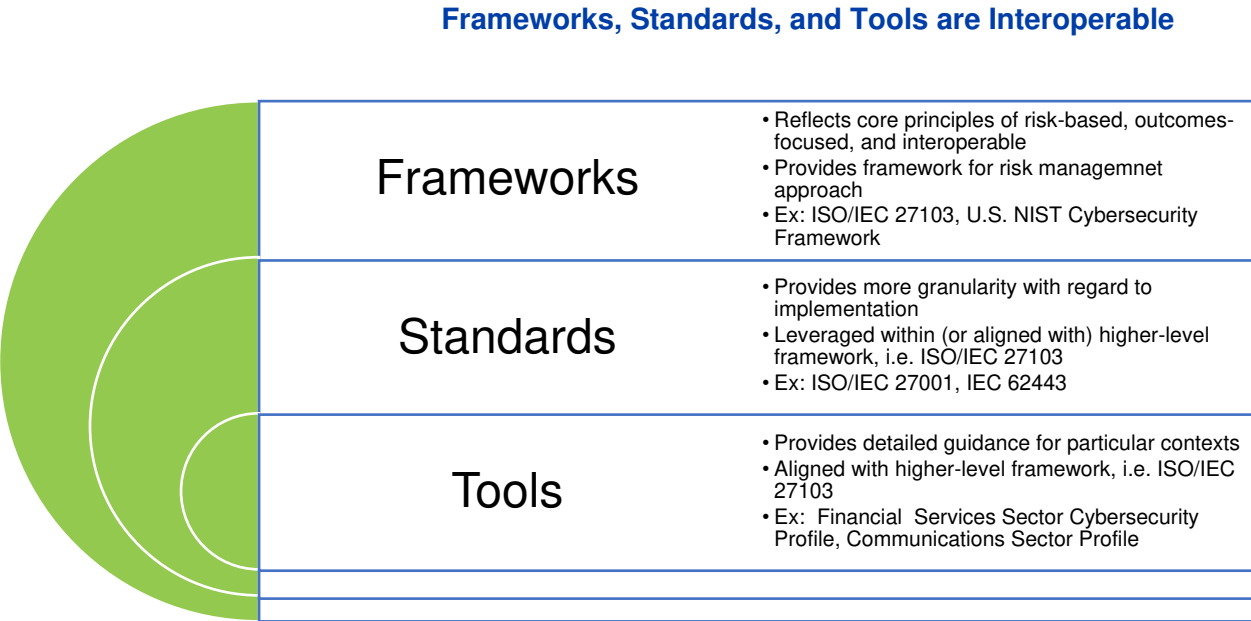 Frameworks, Standards, and Tools are Interoperable
Frameworks
• Reflects core principles of risk-based, outcomes-
focused, and interoperable
• Provides framework for risk managemnet
approach
• Ex: ISO/IEC 27103, U.S. NIST Cybersecurity
Framework
Standards
• Provides more granularity with regard to
implementation
• Leveraged within (or aligned with) higher-level
framework, i.e. ISO/IEC 27103
• Ex: ISO/IEC 27001, IEC 62443
Tools
• Provides detailed guidance for particular contexts
• Aligned with higher-level framework, i.e. ISO/IEC
27103
• Ex: Financial Services Sector Cybersecurity
Profile, Communications Sector Profile